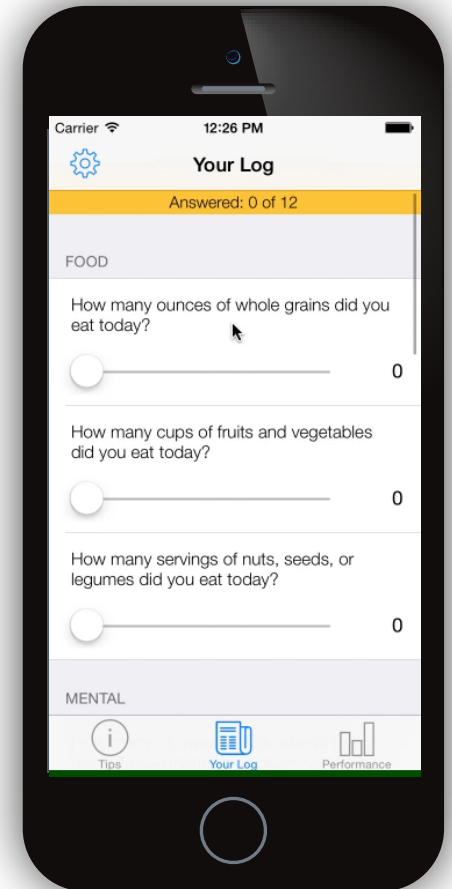 Carrier 12:26 PM
Your Log
Answered: 0 of 12
FOOD
How many ounces of whole grains did you
eat today?
0
How many cups of fruits and vegetables
did you eat today?
0
How many servings of nuts, seeds, or
legumes did you eat today?
0
MENTAL
Tips Your Log Performance